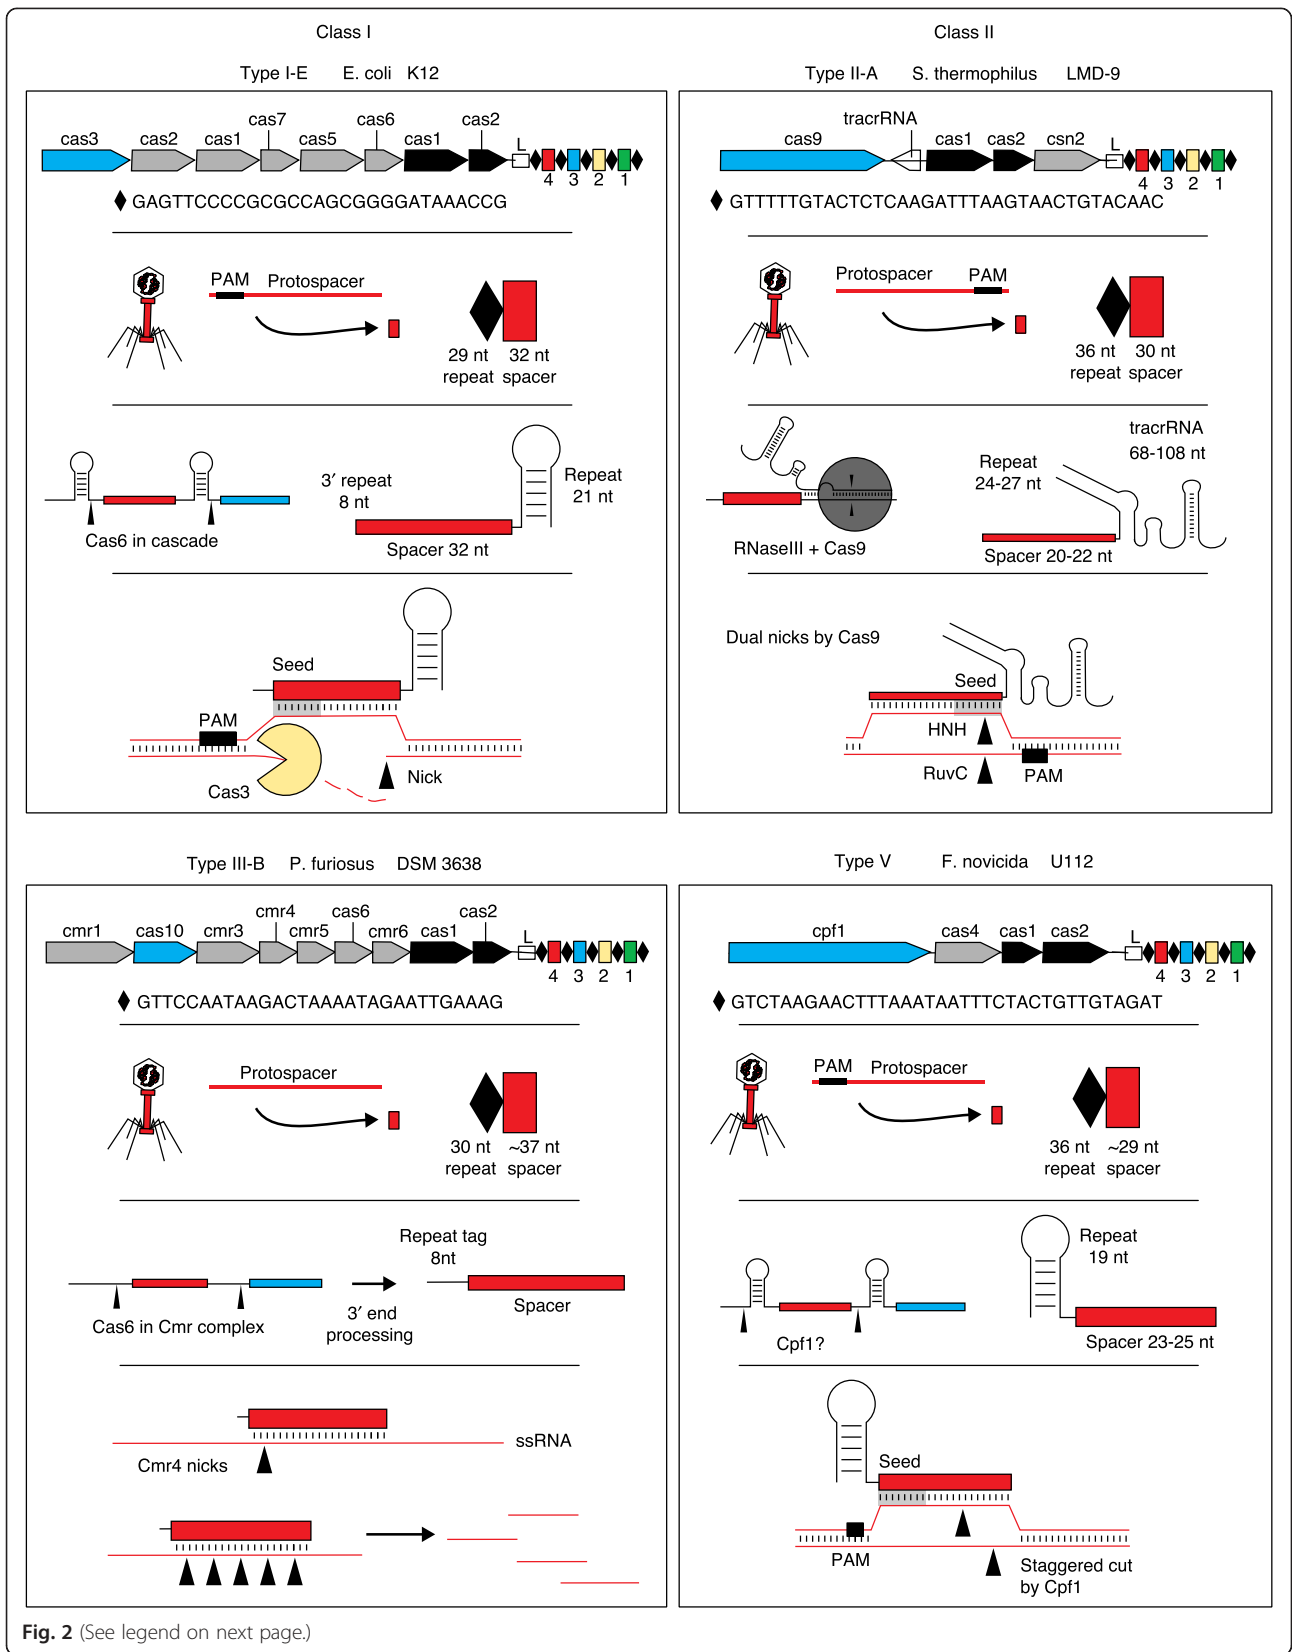 Class I
Class II
Type I-E E. coli K12
cas3 cas2 cas1 cas7 cas5 cas6 cas1 cas2 L
4 3 2 1
GAGTTCCCCGCGCCAGCGGGGATAAACCG
PAM Protospacer
29 nt 32 nt
repeat spacer
Cas6 in cascade
3′ repeat
8 nt
Spacer 32 nt
Repeat
21 nt
Seed
PAM
Cas3
Nick
Type II-A S. thermophilus LMD-9
cas9 tracrRNA cas1 cas2 csn2 L
4 3 2 1
GTTTTTGTACTCTCAAGATTTAAGTAACTGTACAAC
Protospacer PAM
36 nt 30 nt
repeat spacer
RNaseIII + Cas9
Repeat
24-27 nt
tracrRNA
68-108 nt
Spacer 20-22 nt
Dual nicks by Cas9
Seed
HNH
RuvC
PAM
Type III-B P. furiosus DSM 3638
cmr1 cas10 cmr3 cmr4 cmr5 cas6 cmr6 cas1 cas2 L
4 3 2 1
GTTCCAATAAGACTAAAATAGAATTGAAAG
Protospacer
30 nt ~37 nt
repeat spacer
Cas6 in Cmr complex
3′ end
processing
Repeat tag
8nt
Spacer
ssRNA
Cmr4 nicks
Type V F. novicida U112
cpf1 cas4 cas1 cas2 L
4 3 2 1
GTCTAAGAACTTTAAATAATTTCTACTGTTGTAGAT
PAM Protospacer
36 nt ~29 nt
repeat spacer
Cpf1?
Repeat
19 nt
Spacer 23-25 nt
Seed
PAM
Staggered cut
by Cpf1
Fig. 2 (See legend on next page.)